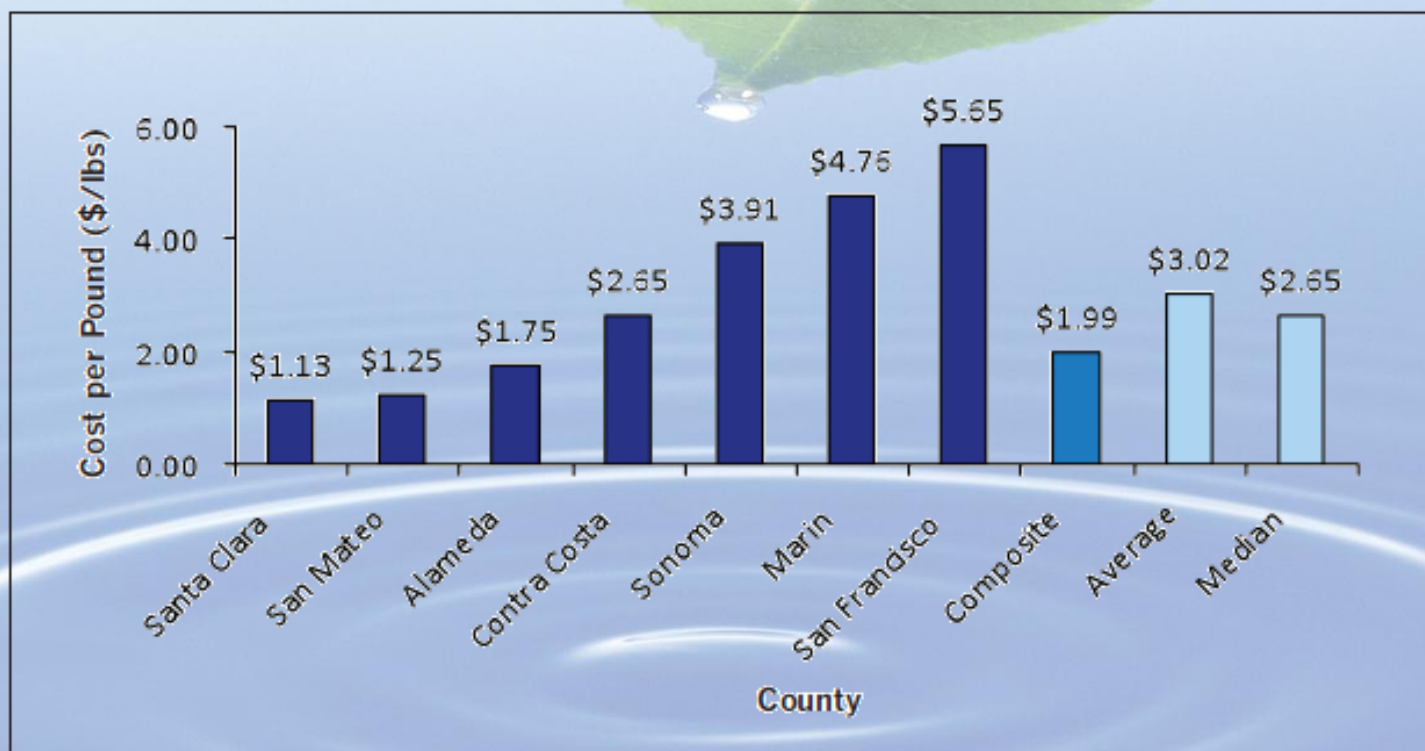 Cost per Pound ($/lbs)
6.00
4.00
2.00
0.00
$1.13
$1.25
$1.75
$2.65
$3.91
$4.76
$5.65
$1.99
$3.02
$2.65
Santa Clara
San Mateo
Alameda
Contra Costa
Sonoma
Marin
San Francisco
Composite
Average
Median
County